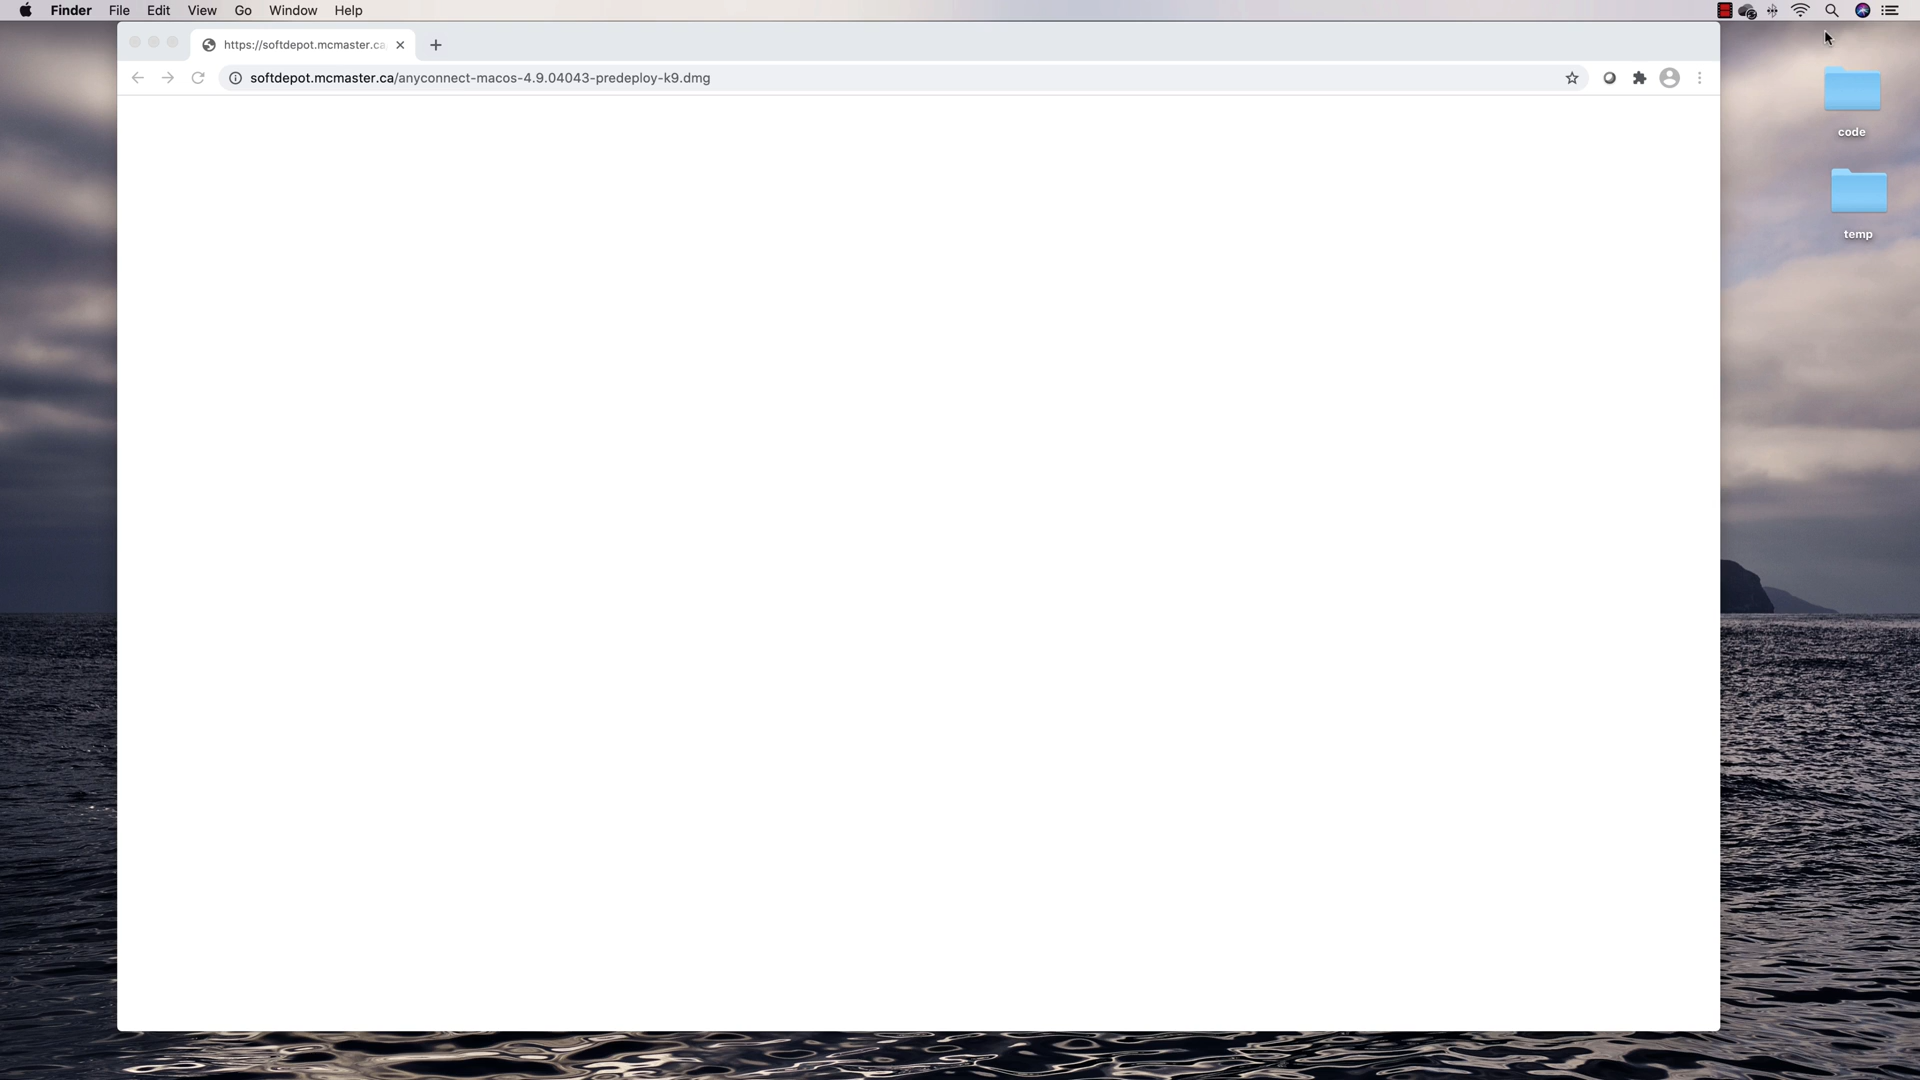 Finder File Edit View Go Window Help
https://softdepot.mcmaster.ca
softdepot.mcmaster.ca/anyconnect-macos-4.9.04043-predeploy-k9.dmg
code
temp